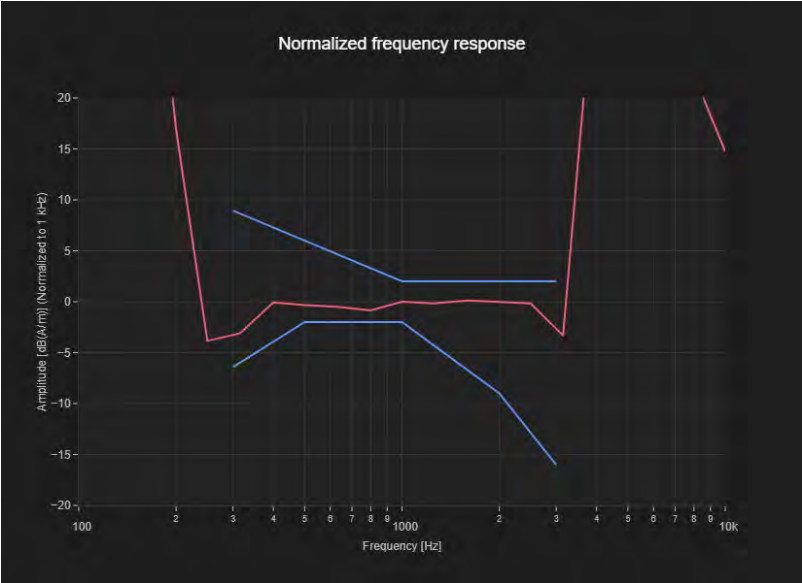 Normalized frequency response
Amplitude [dB(A/m)] (Normalized to 1 kHz)
20
15
10
5
0
−5
−10
−15
−20
100 2 3 4 5 6 7 8 9 1000 2 3 4 5 6 7 8 9 10k
Frequency [Hz]